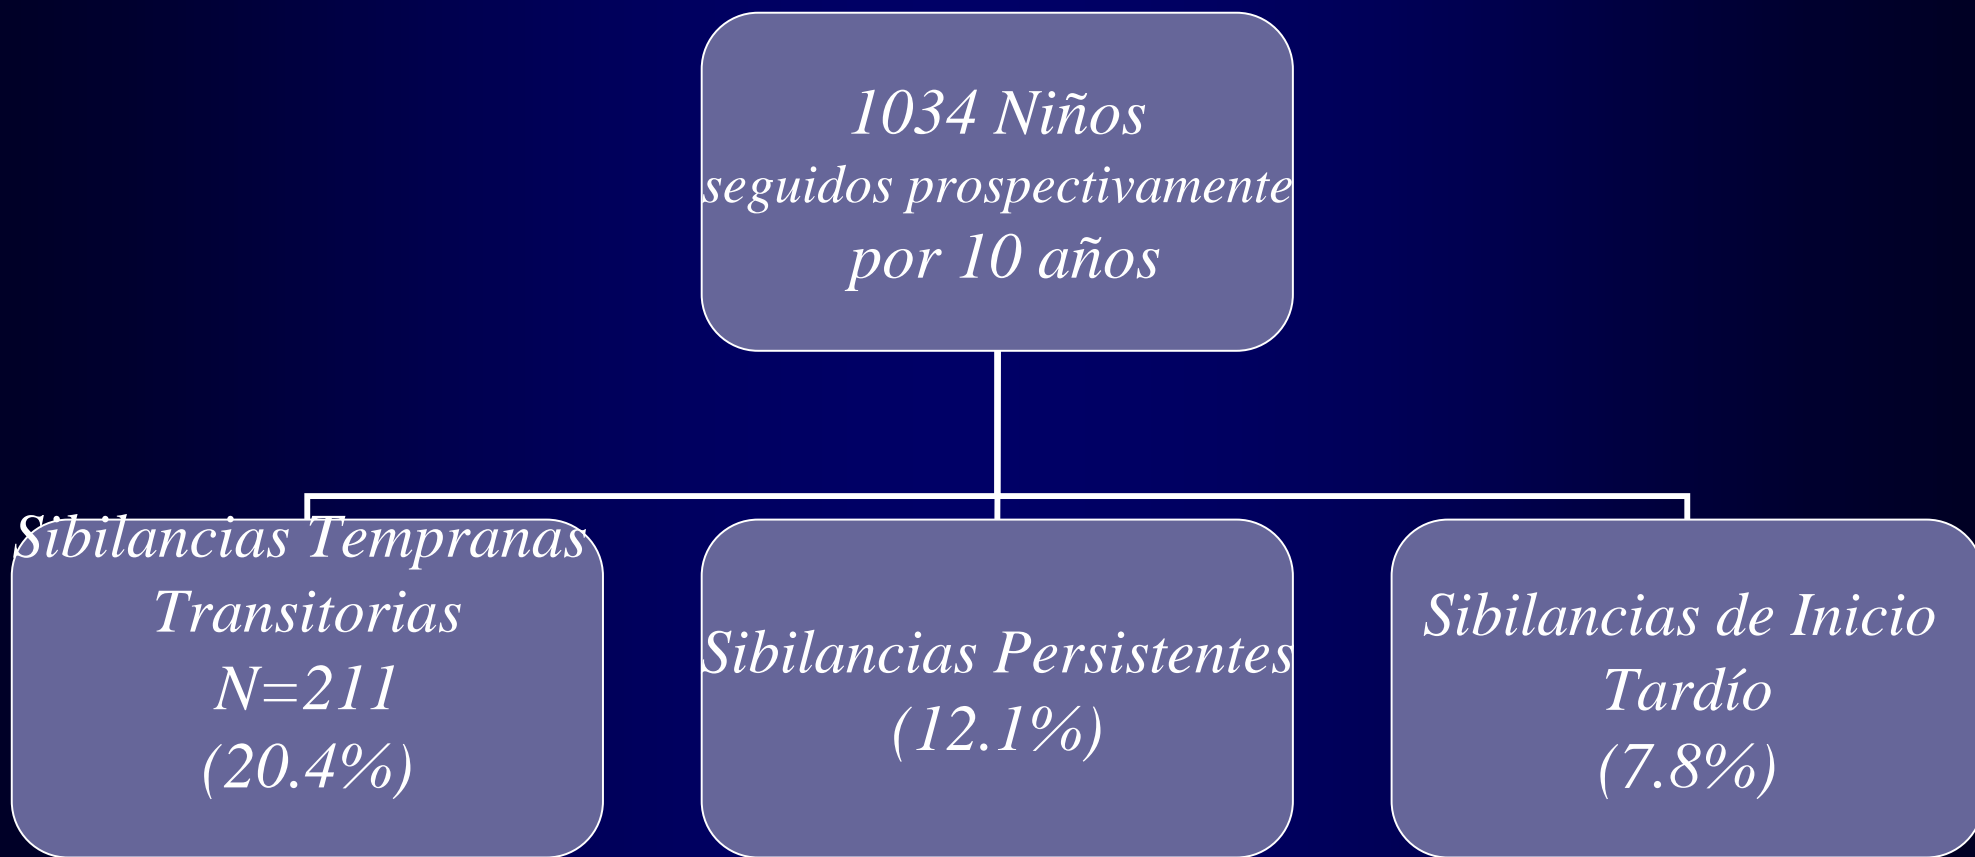 1034 Niños
seguidos prospectivamente
por 10 años
Sibilancias Tempranas
Transitorias
N=211
(20.4%)
Sibilancias Persistentes
(12.1%)
Sibilancias de Inicio
Tardío
(7.8%)